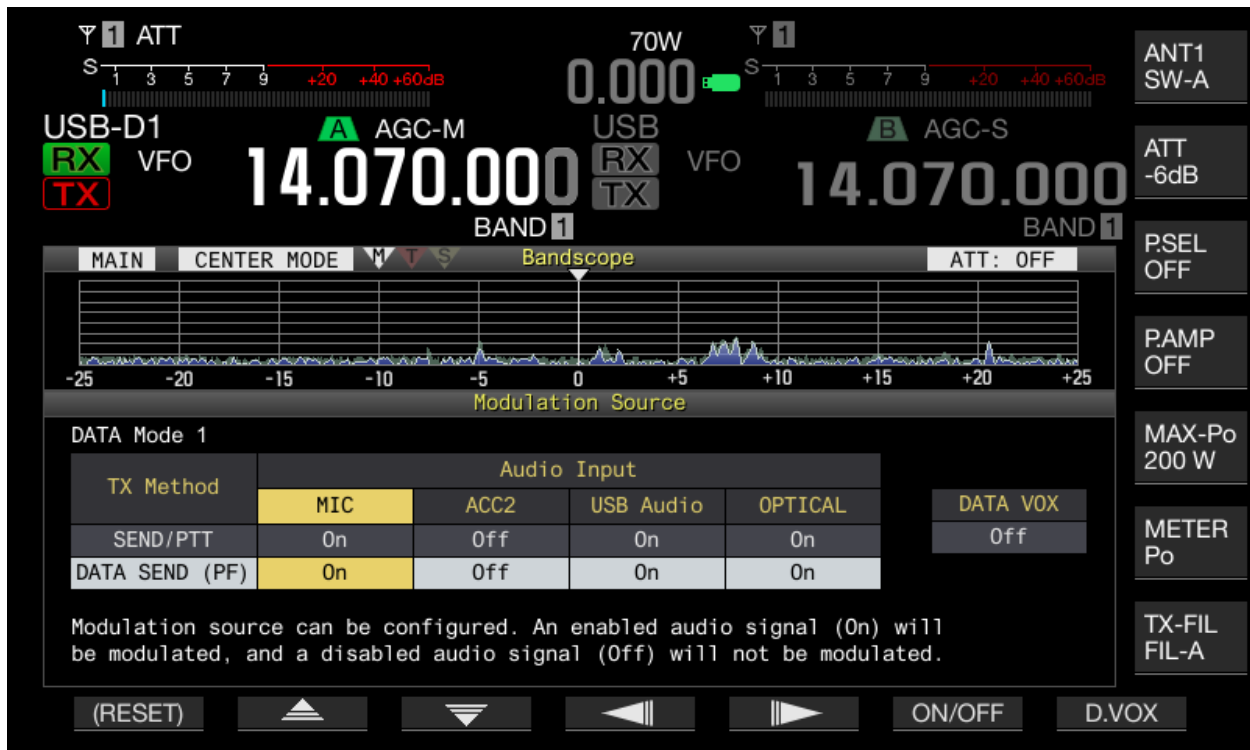 1 ATT
S 1 3 5 7 9 +20 +40 +60dB
70W
0.000
1
S 1 3 5 7 9 +20 +40 +60dB
USB-D1 A AGC-M
RX VFO 14.070.000
TX
BAND 1
USB B AGC-S
RX VFO 14.070.000
TX
BAND 1
MAIN CENTER MODE M T S Bandscope ATT: OFF
-25 -20 -15 -10 -5 0 +5 +10 +15 +20 +25
Modulation Source
DATA Mode 1
TX Method Audio Input
MIC ACC2 USB Audio OPTICAL DATA VOX
SEND/PTT On Off On On Off
DATA SEND (PF) On Off On On
Modulation source can be configured. An enabled audio signal (On) will
be modulated, and a disabled audio signal (Off) will not be modulated.
ANT1
SW-A
ATT
-6dB
P.SEL
OFF
P.AMP
OFF
MAX-Po
200 W
METER
Po
TX-FIL
FIL-A
(RESET) ON/OFF D.VOX